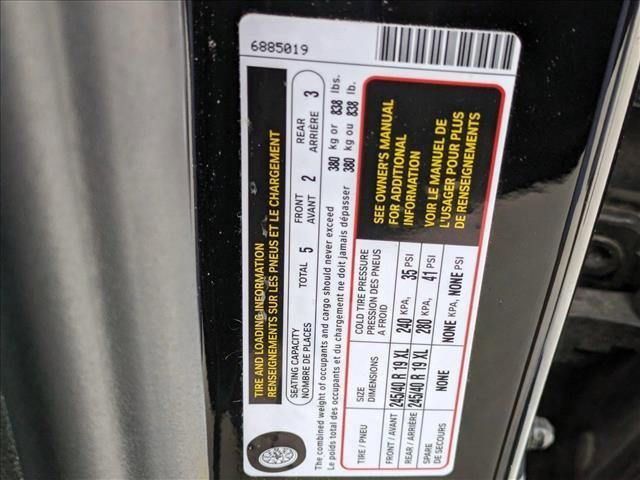 6885019
TIRE AND LOADING INFORMATION
RENSEIGNEMENTS SUR LES PNEUS ET LE CHARGEMENT
SEATING CAPACITY
NOMBRE DE PLACES
TOTAL 5
FRONT
AVANT 2
REAR
ARRIÈRE 3
The combined weight of occupants and cargo should never exceed 380 kg or 838 lbs.
Le poids total des occupants et du chargement ne doit jamais dépasser 380 kg ou 838 lb.
TIRE / PNEU
SIZE
DIMENSIONS
COLD TIRE PRESSURE
PRESSION DES PNEUS
A FROID
FRONT / AVANT 245/40 R 19 XL 240 KPA, 35 PSI
REAR / ARRIÈRE 245/40 R 19 XL 280 KPA, 41 PSI
SPARE
DE SECOURS
NONE
NONE KPA, NONE PSI
SEE OWNER'S MANUAL
FOR ADDITIONAL
INFORMATION
VOIR LE MANUEL DE
L'USAGER POUR PLUS
DE RENSEIGNEMENTS